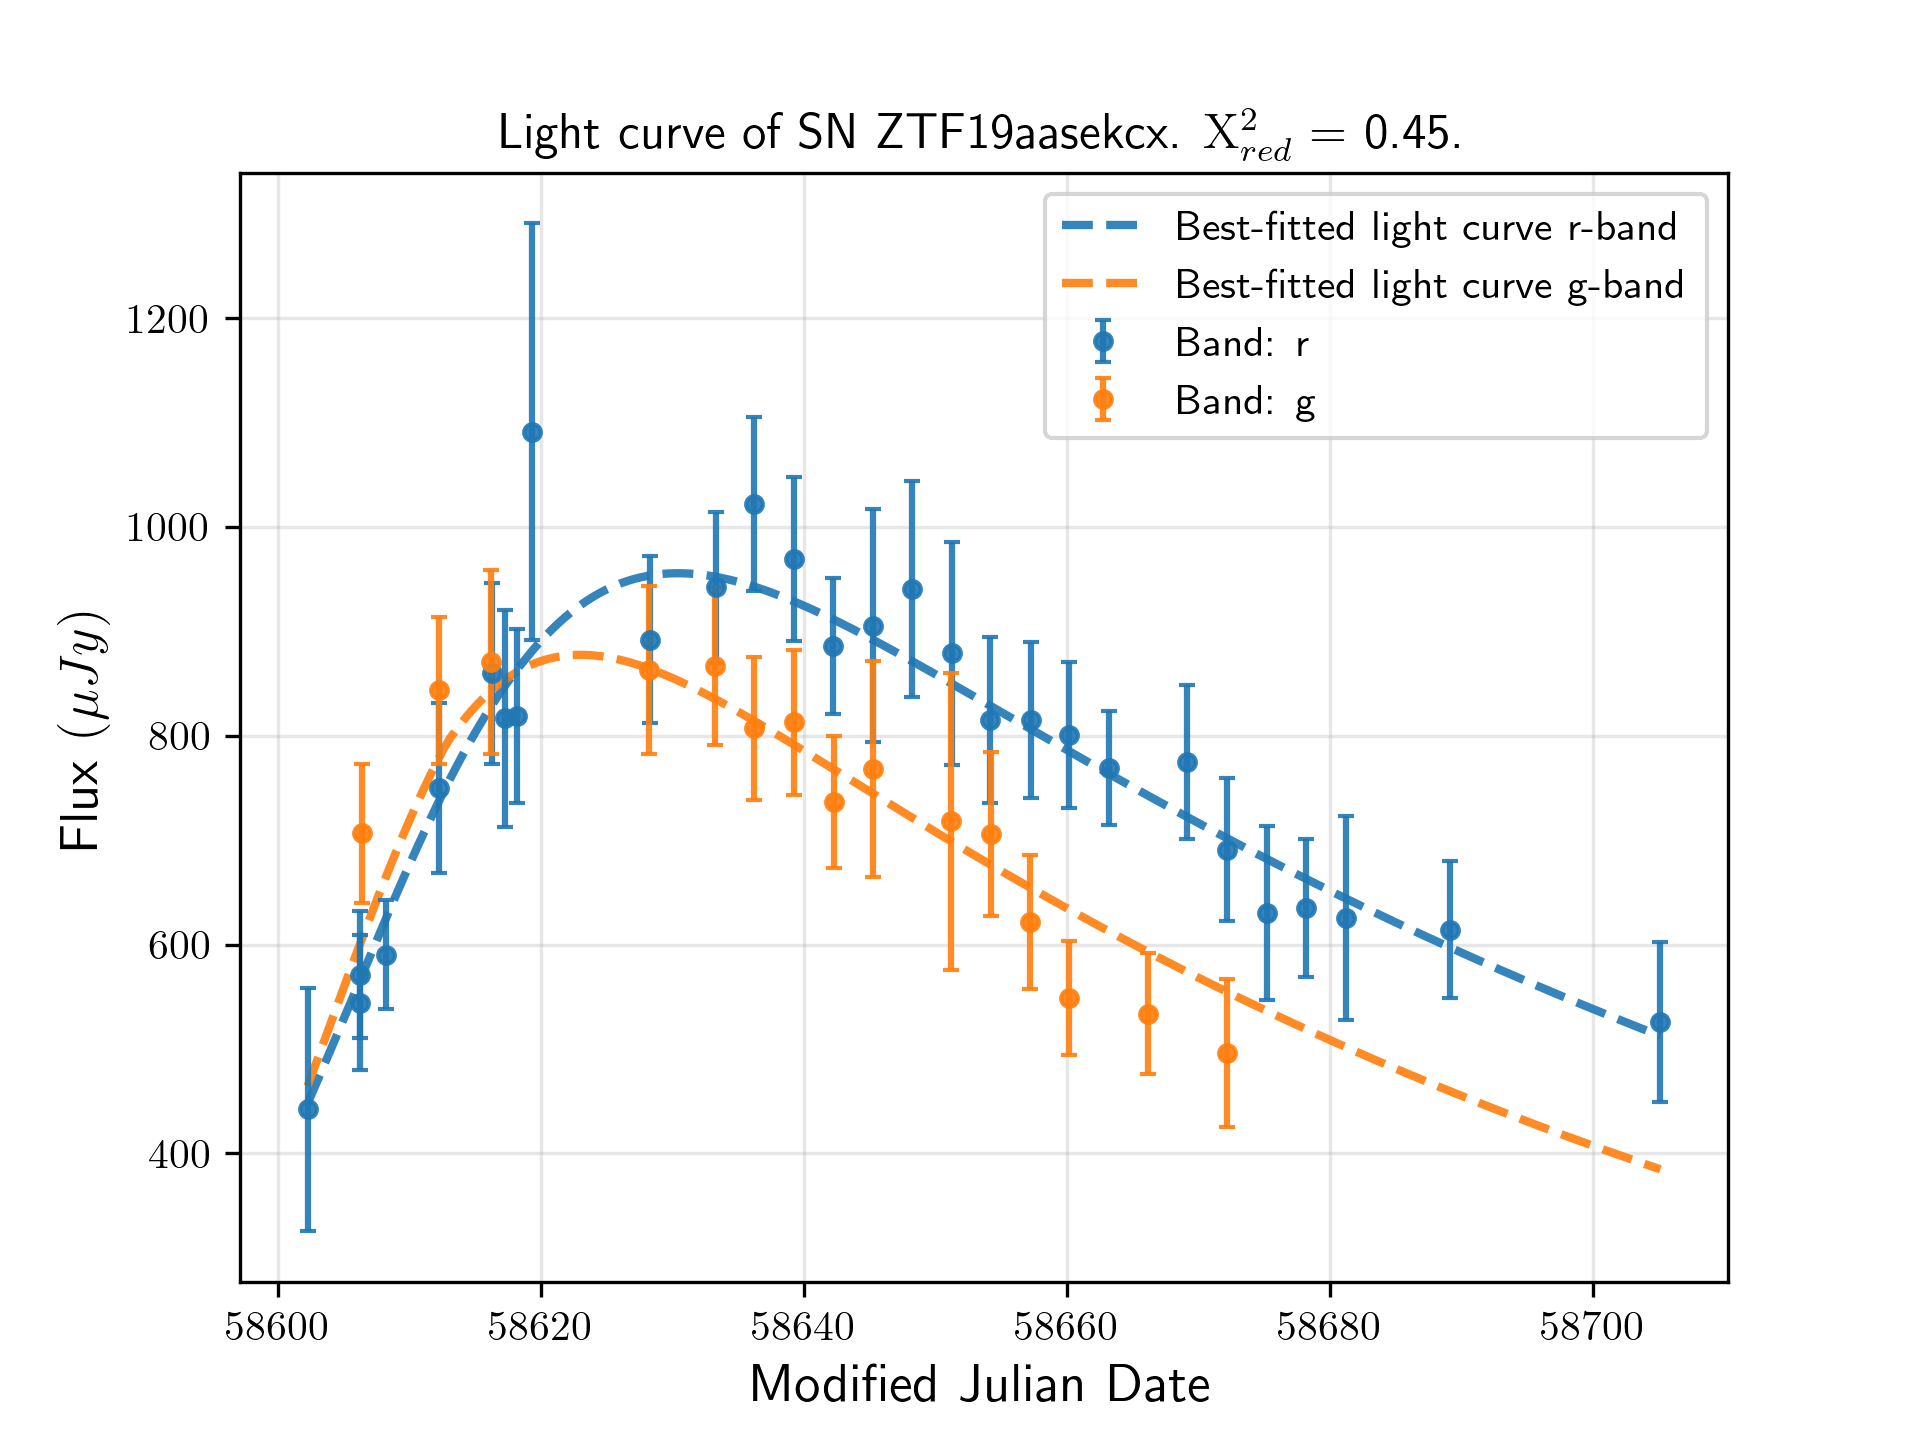 Light curve of SN ZTF19aasekcx. Χ²_red = 0.45.
Best-fitted light curve r-band
Best-fitted light curve g-band
Band: r
Band: g
1200
1000
800
600
400
Flux (μJy)
58600 58620 58640 58660 58680 58700
Modified Julian Date